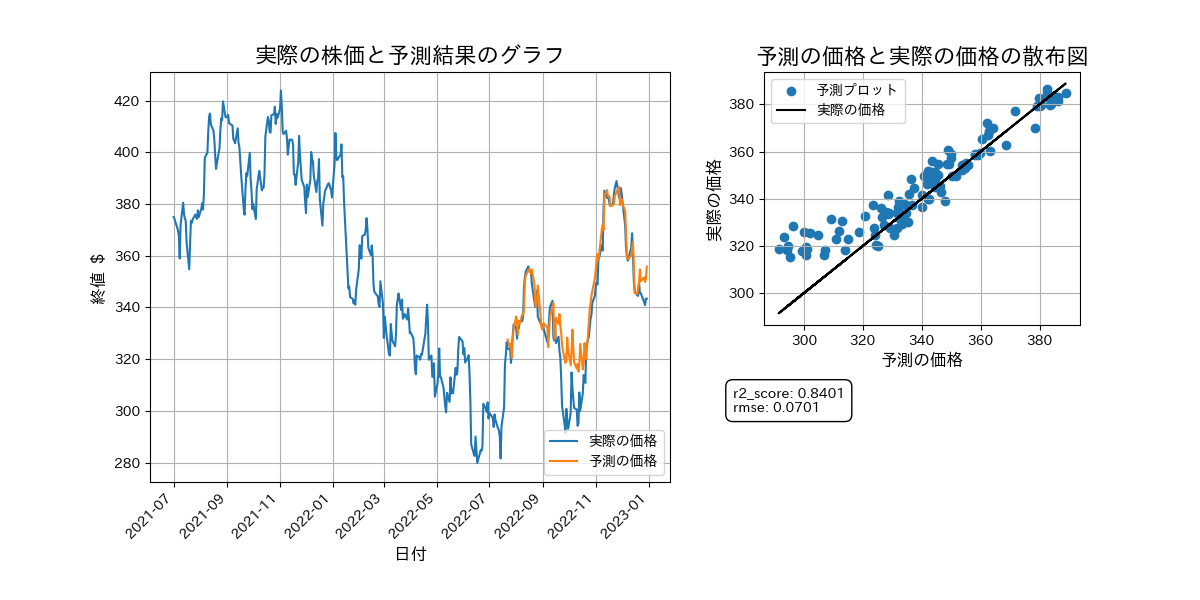 実際の株価と予測結果のグラフ
終値 $
420
400
380
360
340
320
300
280
2021-07
2021-09
2021-11
2022-01
2022-03
2022-05
2022-07
2022-09
2022-11
2023-01
日付
実際の価格
予測の価格
予測の価格と実際の価格の散布図
実際の価格
380
360
340
320
300
300
320
340
360
380
予測の価格
予測プロット
実際の価格
r2_score: 0.8401
rmse: 0.0701